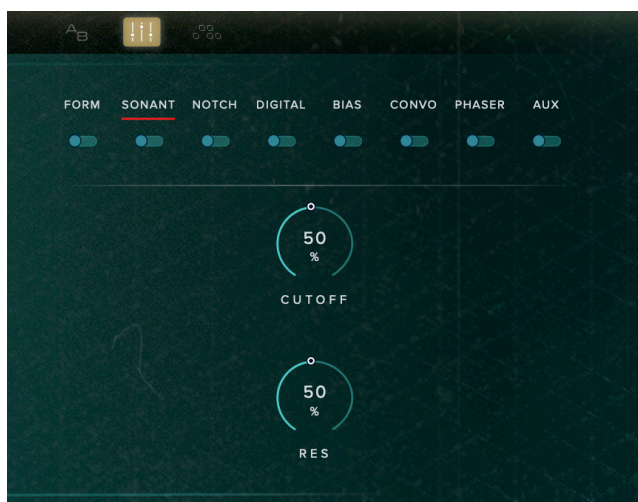 A B
FORM SONANT NOTCH DIGITAL BIAS CONVO PHASER AUX
50
%
CUTOFF
50
%
RES